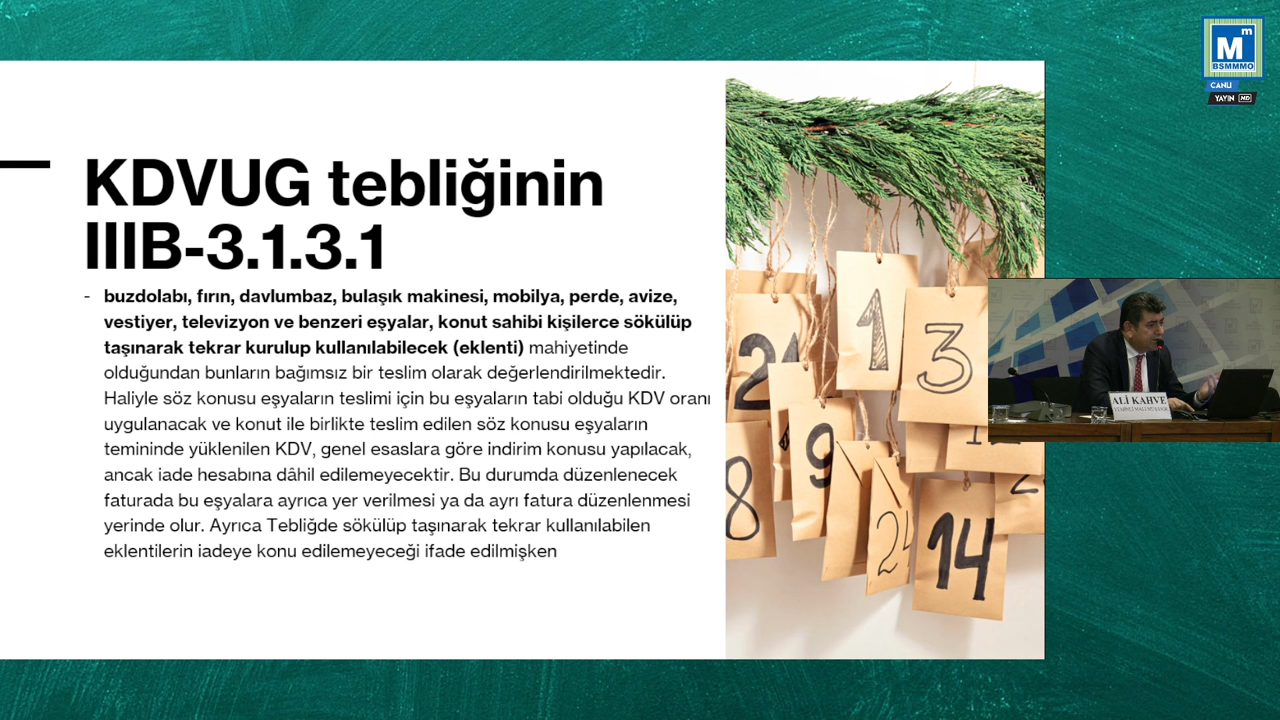 KDVUG tebliğinin
IIIB-3.1.3.1
- buzdolabı, fırın, davlumbaz, bulaşık makinesi, mobilya, perde, avize,
vestiyer, televizyon ve benzeri eşyalar, konut sahibi kişilerce sökülüp
taşınarak tekrar kurulup kullanılabilecek (eklenti) mahiyetinde
olduğundan bunların bağımsız bir teslim olarak değerlendirilmektedir.
Haliyle söz konusu eşyaların teslimi için bu eşyaların tabi olduğu KDV oranı
uygulanacak ve konut ile birlikte teslim edilen söz konusu eşyaların
temininde yüklenilen KDV, genel esaslara göre indirim konusu yapılacak,
ancak iade hesabına dâhil edilemeyecektir. Bu durumda düzenlenecek
faturada bu eşyalara ayrıca yer verilmesi ya da ayrı fatura düzenlenmesi
yerinde olur. Ayrıca Tebliğde sökülüp taşınarak tekrar kullanılabilen
eklentilerin iadeye konu edilemeyeceği ifade edilmişken
1
3
9
8
14
Mm
BSMMMO
CANLI
YAYIN HD
ALİ KAHVE